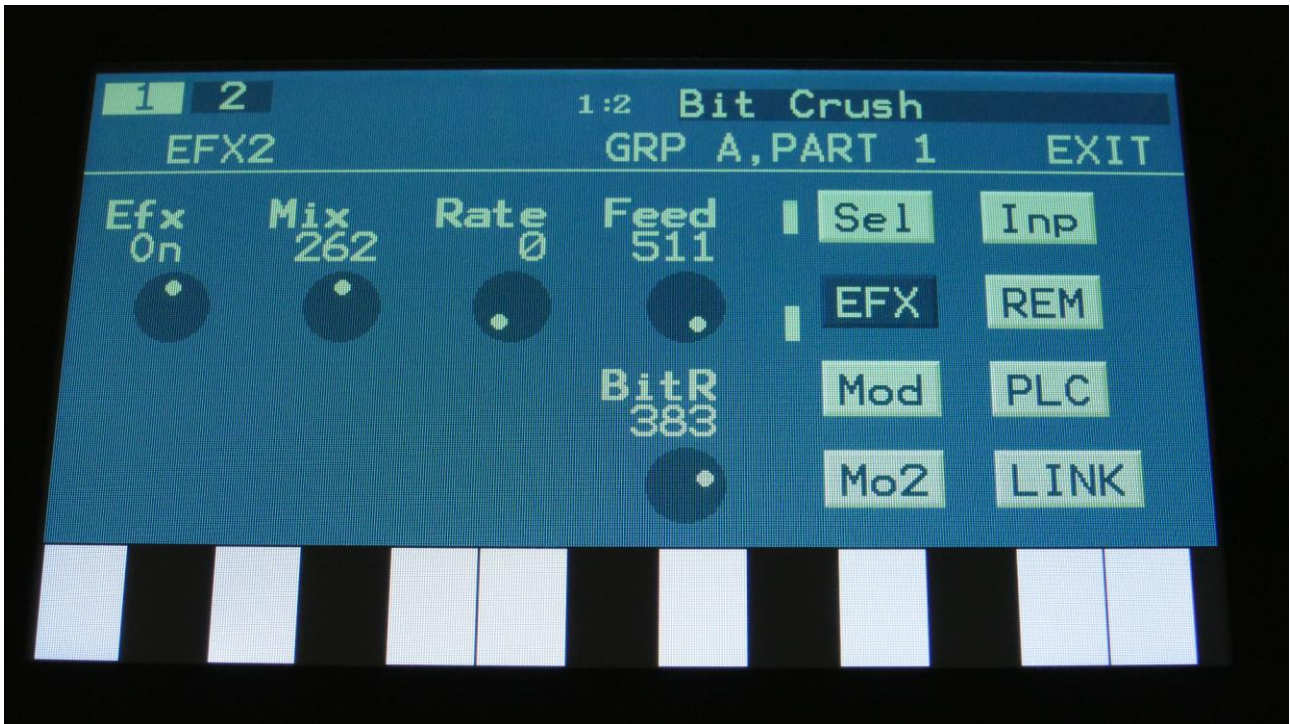 1 2 1:2 Bit Crush
EFX2 GRP A,PART 1 EXIT
Efx Mix Rate Feed Sel Inp
On 262 0 511
EFX REM
BitR Mod PLC
383
Mo2 LINK